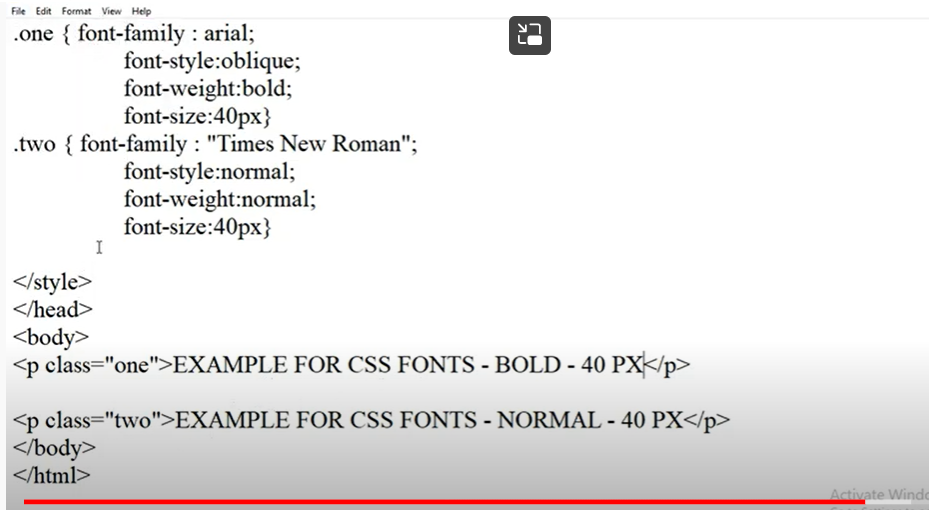 File Edit Format View Help
.one { font-family : arial;
font-style:oblique;
font-weight:bold;
font-size:40px}
.two { font-family : "Times New Roman";
font-style:normal;
font-weight:normal;
font-size:40px}
</style>
</head>
<body>
<p class="one">EXAMPLE FOR CSS FONTS - BOLD - 40 PX</p>
<p class="two">EXAMPLE FOR CSS FONTS - NORMAL - 40 PX</p>
</body>
</html>
Activate Windo